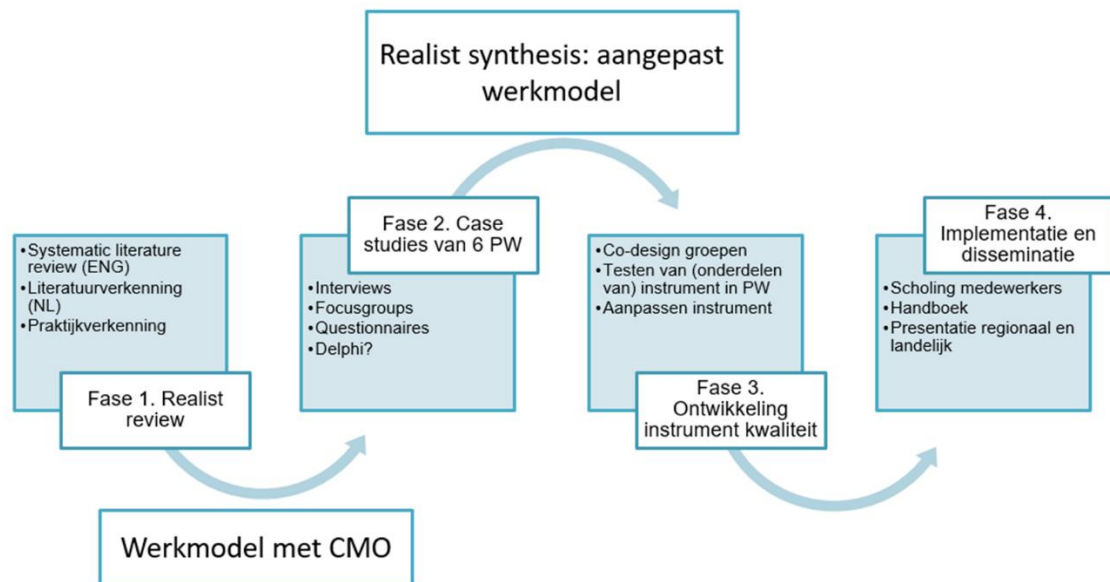 Realist synthesis: aangepast
werkmodel
•Systematic literature
review (ENG)
•Literatuurverkenning
(NL)
•Praktijkverkenning
Fase 1. Realist
review
Werkmodel met CMO
Fase 2. Case
studies van 6 PW
•Interviews
•Focusgroups
•Questionnaires
•Delphi?
•Co-design groepen
•Testen van (onderdelen
van) instrument in PW
•Aanpassen instrument
Fase 3.
Ontwikkeling
instrument kwaliteit
Fase 4.
Implementatie en
disseminatie
•Scholing medewerkers
•Handboek
•Presentatie regionaal en
landelijk